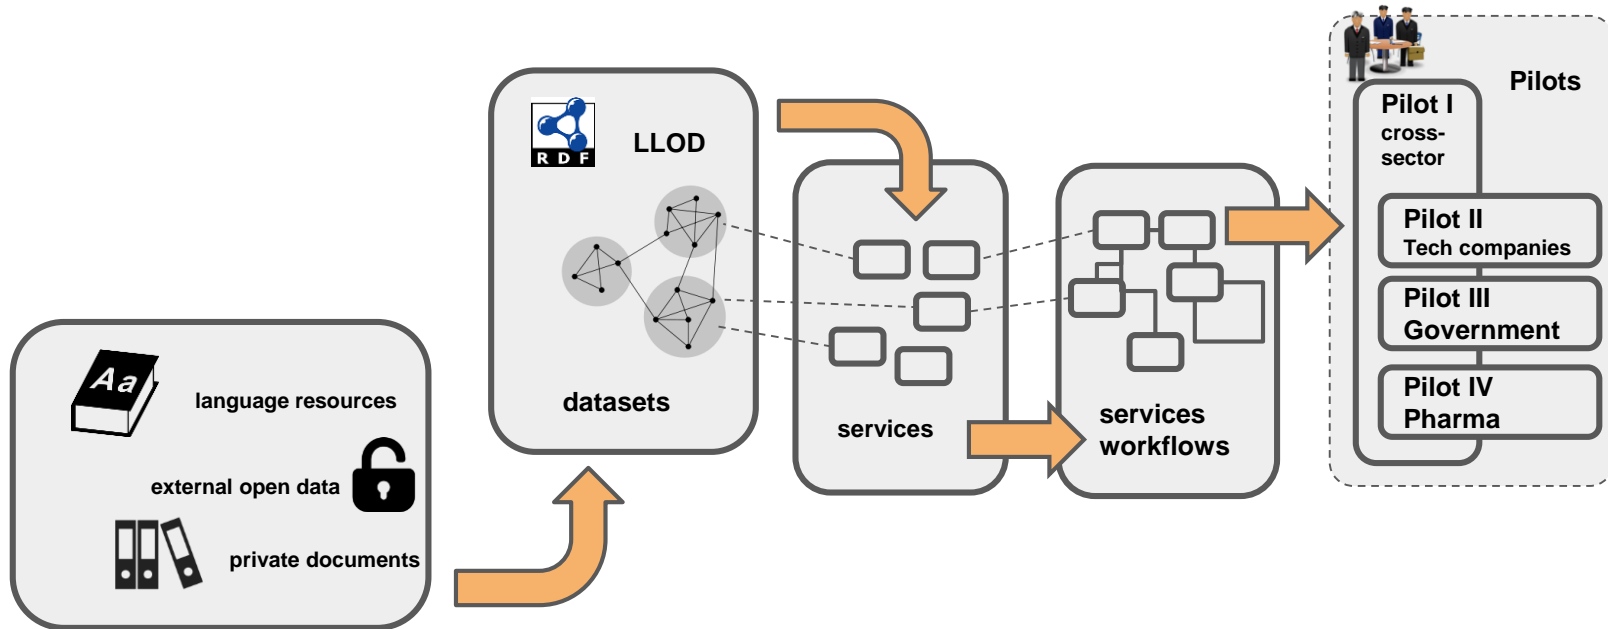 Aa
language resources
external open data
private documents
RDF
LLOD
datasets
services
services
workflows
Pilots
Pilot I
cross-
sector
Pilot II
Tech companies
Pilot III
Government
Pilot IV
Pharma